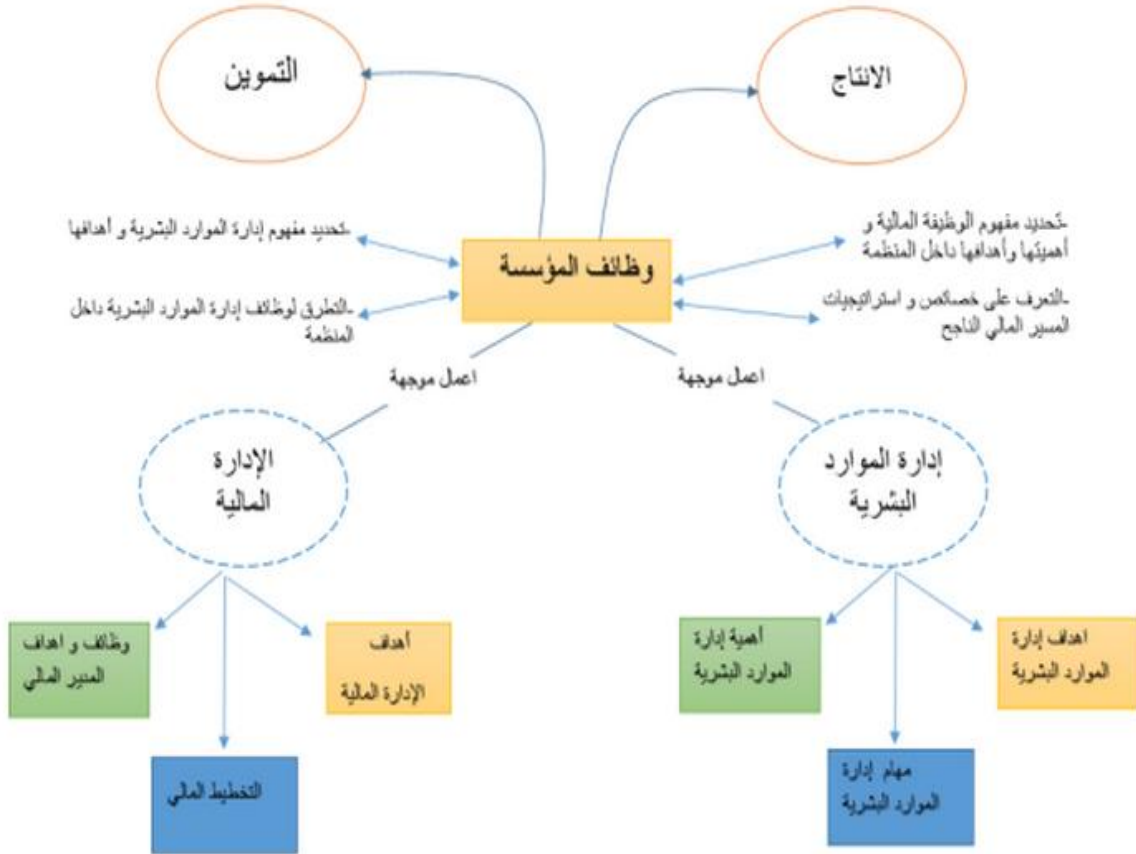 الانتاج
التموين
-تحديد مفهوم الوظيفة المالية و
أهميتها وأهدافها داخل المنظمة
-التعرف على خصائص و استراتيجيات
المسير المالي الناجح
وظائف المؤسسة
-تحديد مفهوم إدارة الموارد البشرية و أهدافها
-التطرق لوظائف إدارة الموارد البشرية داخل
المنظمة
اعمل موجهة
اعمل موجهة
إدارة الموارد
البشرية
الإدارة
المالية
اهداف إدارة
الموارد البشرية
أهمية إدارة
الموارد البشرية
مهام إدارة
الموارد البشرية
أهداف
الإدارة المالية
وظائف و اهداف
المدير المالي
التخطيط المالي